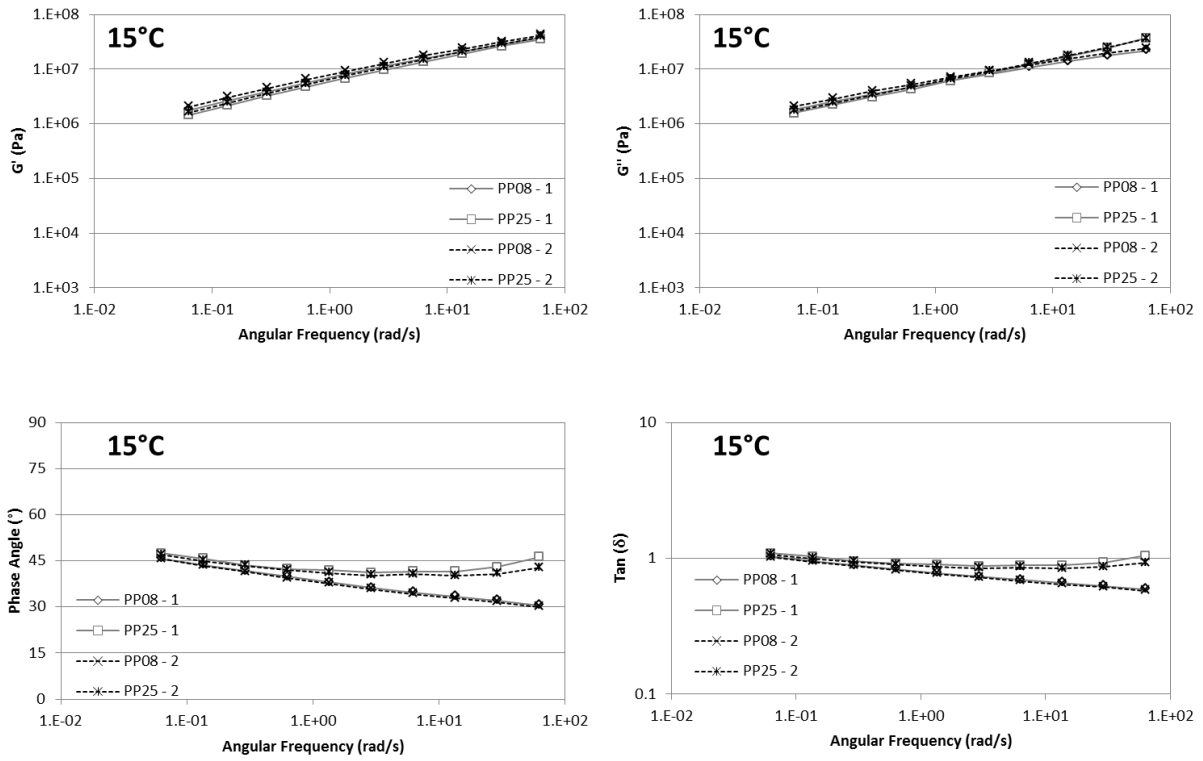 15°C
1.E+08
1.E+07
1.E+06
1.E+05
1.E+04
1.E+03
G' (Pa)
PP08 - 1
PP25 - 1
PP08 - 2
PP25 - 2
1.E-02 1.E-01 1.E+00 1.E+01 1.E+02
Angular Frequency (rad/s)
15°C
1.E+08
1.E+07
1.E+06
1.E+05
1.E+04
1.E+03
G'' (Pa)
PP08 - 1
PP25 - 1
PP08 - 2
PP25 - 2
1.E-02 1.E-01 1.E+00 1.E+01 1.E+02
Angular Frequency (rad/s)
15°C
90
75
60
45
30
15
0
Phase Angle (°)
PP08 - 1
PP25 - 1
PP08 - 2
PP25 - 2
1.E-02 1.E-01 1.E+00 1.E+01 1.E+02
Angular Frequency (rad/s)
15°C
10
1
0.1
Tan (δ)
PP08 - 1
PP25 - 1
PP08 - 2
PP25 - 2
1.E-02 1.E-01 1.E+00 1.E+01 1.E+02
Angular Frequency (rad/s)